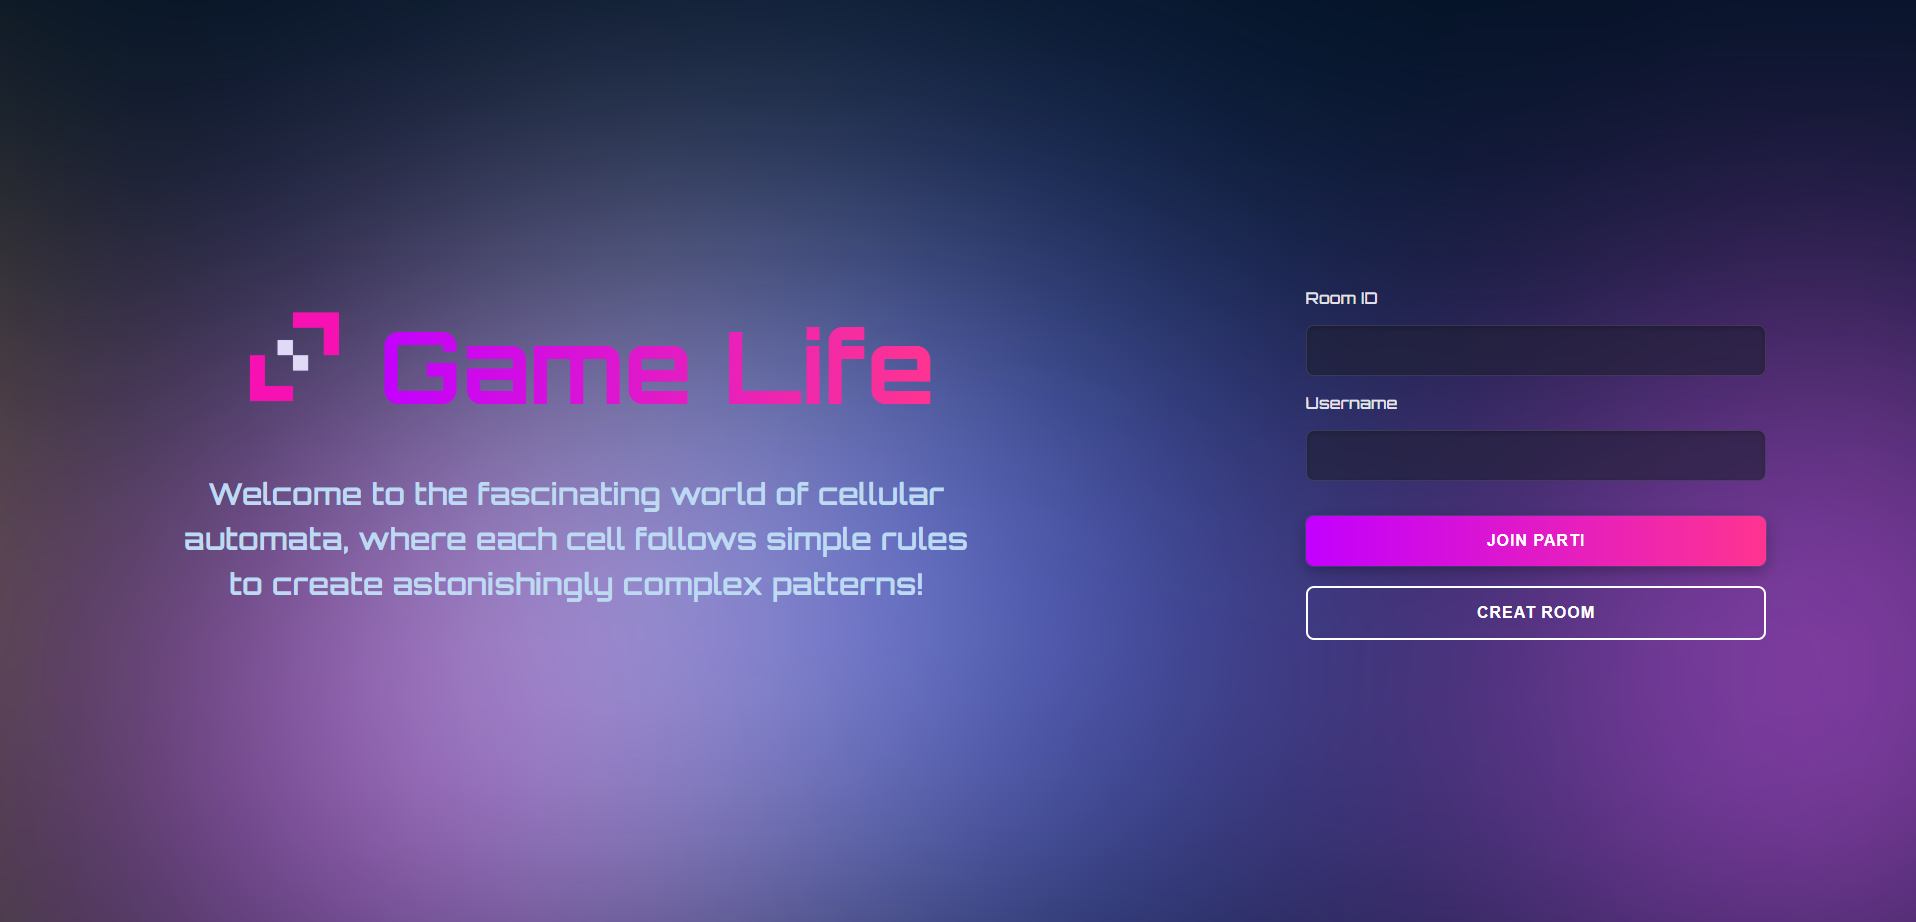 Game Life
Welcome to the fascinating world of cellular
automata, where each cell follows simple rules
to create astonishingly complex patterns!
Room ID
Username
JOIN PARTI
CREAT ROOM